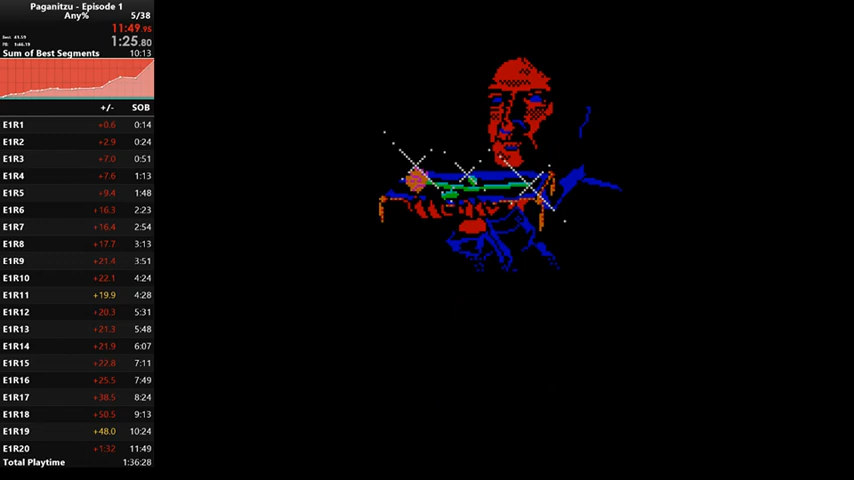 Paganitzu - Episode 1
Any% 5/38
11:49.95
1:25.80
Sum of Best Segments 10:13
+/- SOB
E1R1 +0.6 0:14
E1R2 +2.9 0:24
E1R3 +7.0 0:51
E1R4 +7.6 1:13
E1R5 +9.4 1:48
E1R6 +16.3 2:23
E1R7 +16.4 2:54
E1R8 +17.7 3:13
E1R9 +21.4 3:51
E1R10 +22.1 4:24
E1R11 +19.9 4:28
E1R12 +20.3 5:31
E1R13 +21.3 5:48
E1R14 +21.9 6:07
E1R15 +22.8 7:11
E1R16 +25.5 7:49
E1R17 +38.5 8:24
E1R18 +50.5 9:13
E1R19 +48.0 10:24
E1R20 +1:32 11:49
Total Playtime 1:36:28